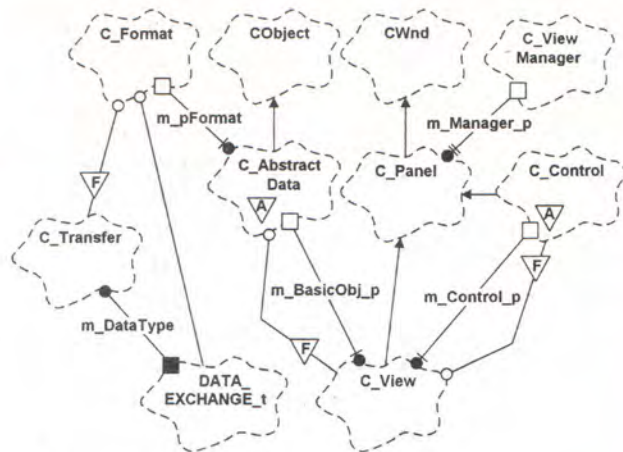 C_Format
CObject
CWnd
C_View
Manager
m_pFormat
m_Manager_p
C_Abstract
Data
C_Panel
C_Control
A
A
F
C_Transfer
F
m_BasicObj_p
m_Control_p
m_DataType
F
DATA_
EXCHANGE_t
C_View